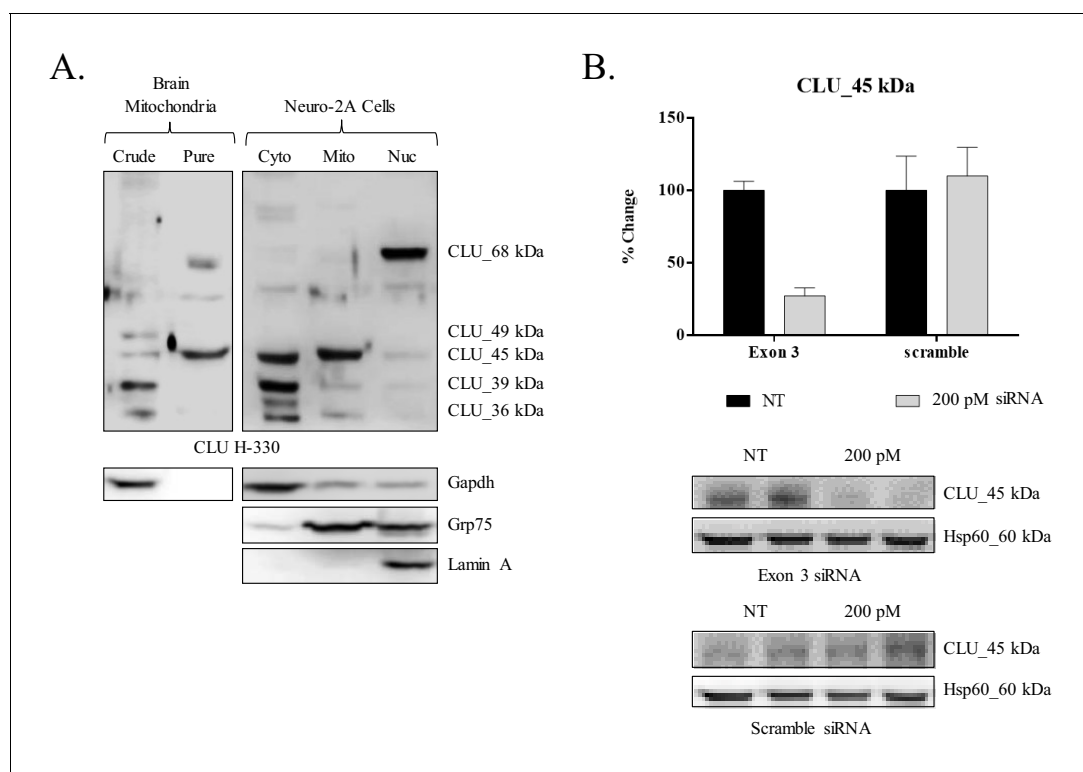 A.
Brain
Mitochondria
Neuro-2A Cells
Crude Pure Cyto Mito Nuc
CLU_68 kDa
CLU_49 kDa
CLU_45 kDa
CLU_39 kDa
CLU_36 kDa
CLU H-330
Gapdh
Grp75
Lamin A
B.
CLU_45 kDa
% Change
150
100
50
0
Exon 3 scramble
NT 200 pM siRNA
NT 200 pM
CLU_45 kDa
Hsp60_60 kDa
Exon 3 siRNA
NT 200 pM
CLU_45 kDa
Hsp60_60 kDa
Scramble siRNA